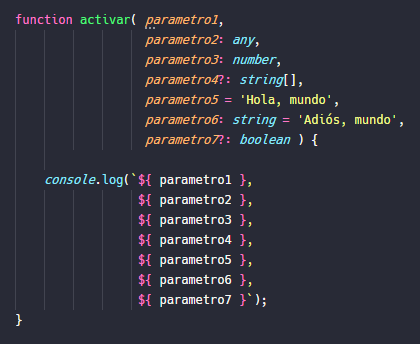 function activar( parametro1,
parametro2: any,
parametro3: number,
parametro4?: string[],
parametro5 = 'Hola, mundo',
parametro6: string = 'Adiós, mundo',
parametro7?: boolean ) {
console.log(`${ parametro1 },
${ parametro2 },
${ parametro3 },
${ parametro4 },
${ parametro5 },
${ parametro6 },
${ parametro7 }`);
}